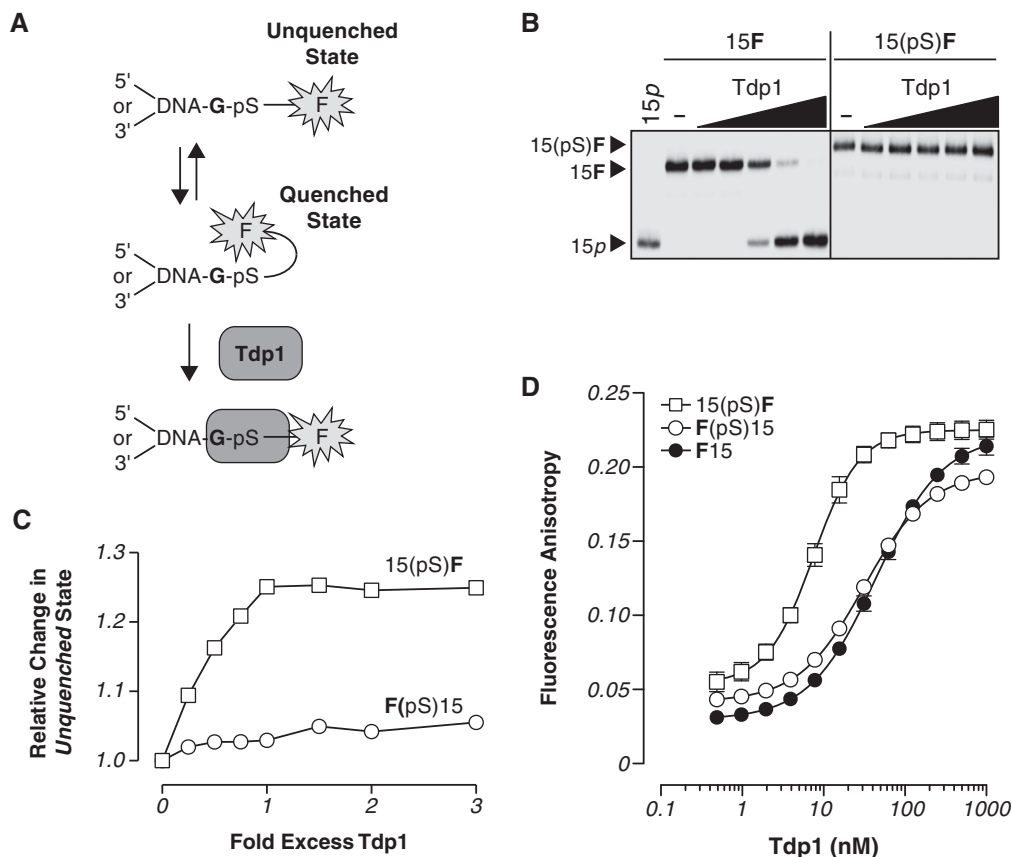 A
Unquenched
State
5'
or
3'
DNA-G-pS
F
Quenched
State
F
5'
or
3'
DNA-G-pS
Tdp1
5'
or
3'
DNA-G-pS
F
B
15F
15(pS)F
15p
–
Tdp1
–
Tdp1
15(pS)F
15F
15p
C
Relative Change in
Unquenched State
1.3
1.2
1.1
1.0
15(pS)F
F(pS)15
0 1 2 3
Fold Excess Tdp1
D
Fluorescence Anisotropy
0.25
0.20
0.15
0.10
0.05
0
15(pS)F
F(pS)15
F15
0.1 1 10 100 1000
Tdp1 (nM)